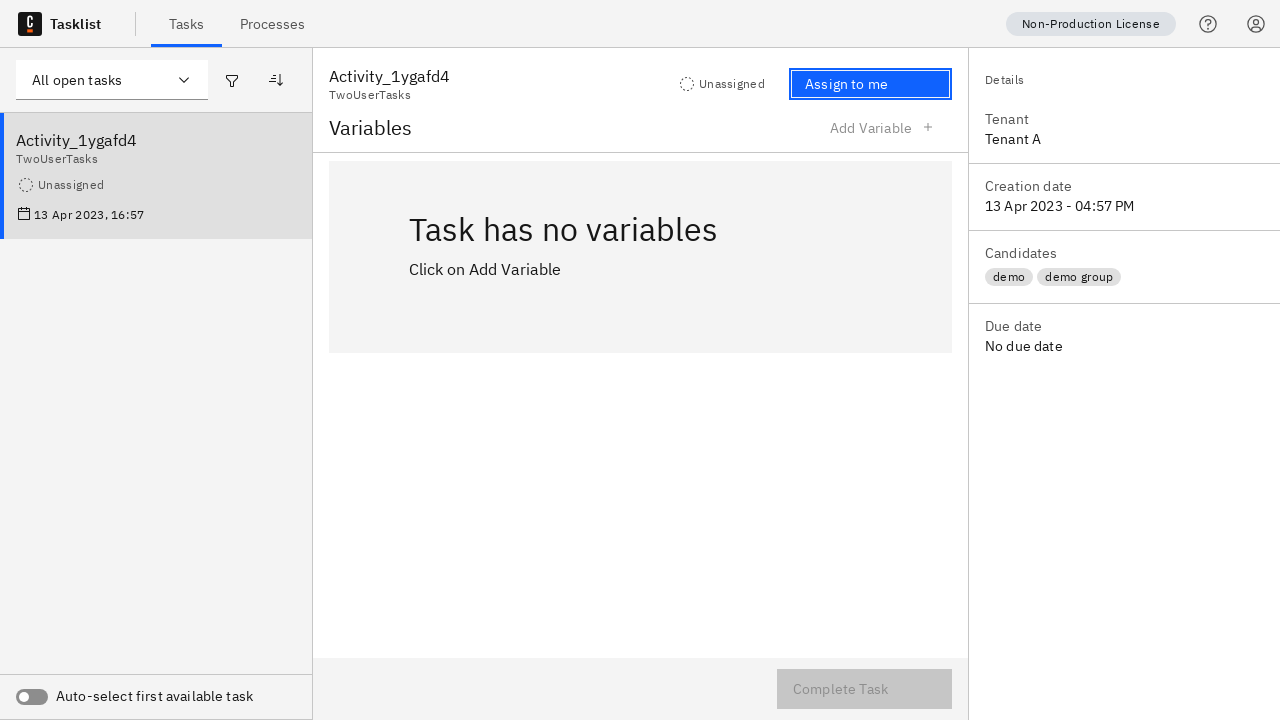 Tasklist
Tasks
Processes
Non-Production License
All open tasks
Activity_1ygafd4
TwoUserTasks
Unassigned
13 Apr 2023, 16:57
Auto-select first available task
Activity_1ygafd4
TwoUserTasks
Unassigned
Assign to me
Variables
Add Variable
Task has no variables
Click on Add Variable
Complete Task
Details
Tenant
Tenant A
Creation date
13 Apr 2023 - 04:57 PM
Candidates
demo
demo group
Due date
No due date